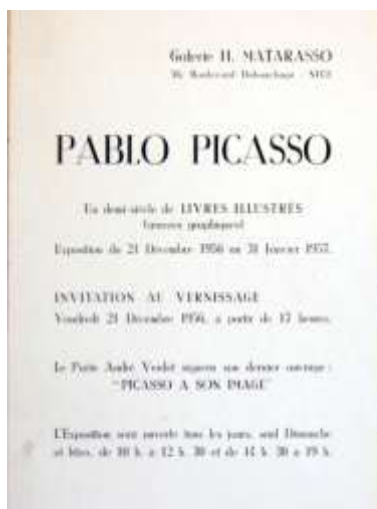 Galerie H. MATARASSO
36, Boulevard Dubouchage - NICE
PABLO PICASSO
Un demi-siècle de LIVRES ILLUSTRÉS
(œuvres graphiques)
Exposition du 21 Décembre 1956 au 31 Janvier 1957.
INVITATION AU VERNISSAGE
Vendredi 21 Décembre 1956, à partir de 17 heures.
Le Poète André Verdet signera son dernier ouvrage :
"PICASSO A SON IMAGE"
L'Exposition sera ouverte tous les jours, sauf Dimanche
et fêtes, de 10 h. à 12 h. 30 et de 14 h. 30 à 19 h.